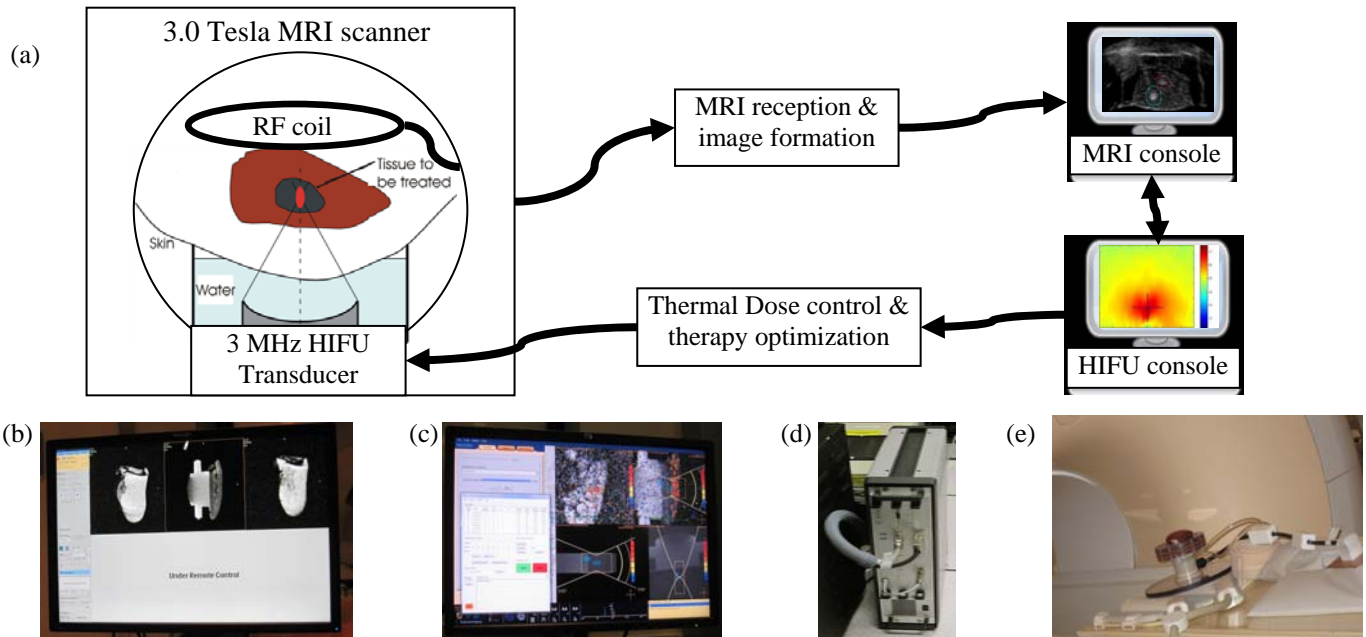 (a)
3.0 Tesla MRI scanner
RF coil
Tissue to
be treated
Skin
Water
3 MHz HIFU
Transducer
MRI reception &
image formation
MRI console
Thermal Dose control &
therapy optimization
HIFU console
(b)
Under Remote Control
(c)
(d)
(e)